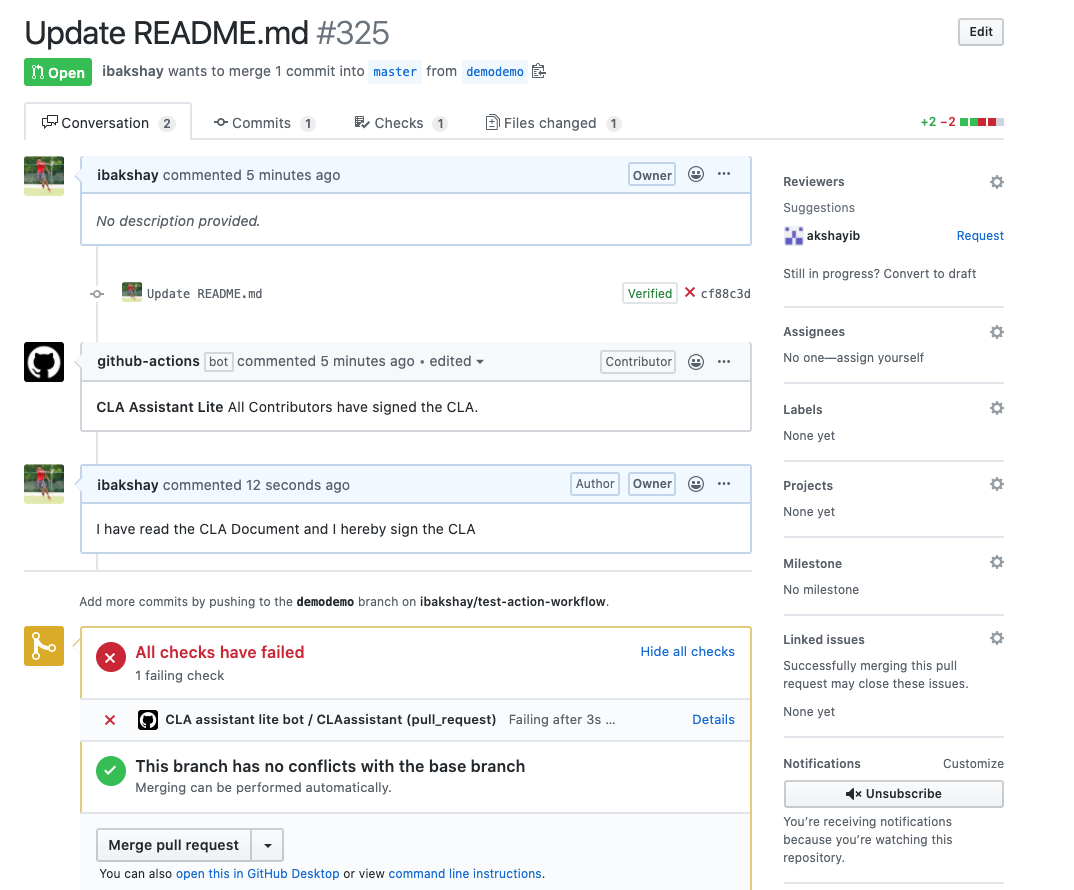 Update README.md #325
Edit
Open ibakshay wants to merge 1 commit into master from demodemo
Conversation 2 Commits 1 Checks 1 Files changed 1 +2 −2
ibakshay commented 5 minutes ago Owner ...
No description provided.
Update README.md Verified cf88c3d
github-actions bot commented 5 minutes ago • edited Contributor ...
CLA Assistant Lite All Contributors have signed the CLA.
ibakshay commented 12 seconds ago Author Owner ...
I have read the CLA Document and I hereby sign the CLA
Add more commits by pushing to the demodemo branch on ibakshay/test-action-workflow.
All checks have failed Hide all checks
1 failing check
CLA assistant lite bot / CLAassistant (pull_request) Failing after 3s ... Details
This branch has no conflicts with the base branch
Merging can be performed automatically.
Merge pull request
You can also open this in GitHub Desktop or view command line instructions.
Reviewers
Suggestions
akshayib Request
Still in progress? Convert to draft
Assignees
No one—assign yourself
Labels
None yet
Projects
None yet
Milestone
No milestone
Linked issues
Successfully merging this pull
request may close these issues.
None yet
Notifications Customize
Unsubscribe
You're receiving notifications
because you're watching this
repository.